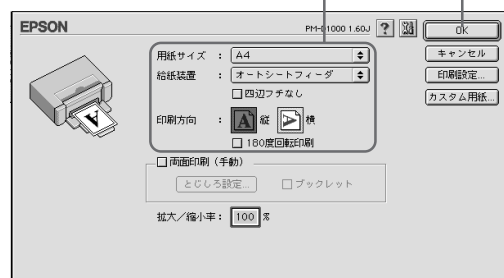 EPSON
PM-D1000 1.60J
?
OK
用紙サイズ : A4
キャンセル
給紙装置 : オートシートフィーダ
印刷設定...
四辺フチなし
カスタム用紙...
印刷方向 : 縦 横
180度回転印刷
両面印刷(手動)
とじしろ設定... ブックレット
拡大/縮小率: 100 %